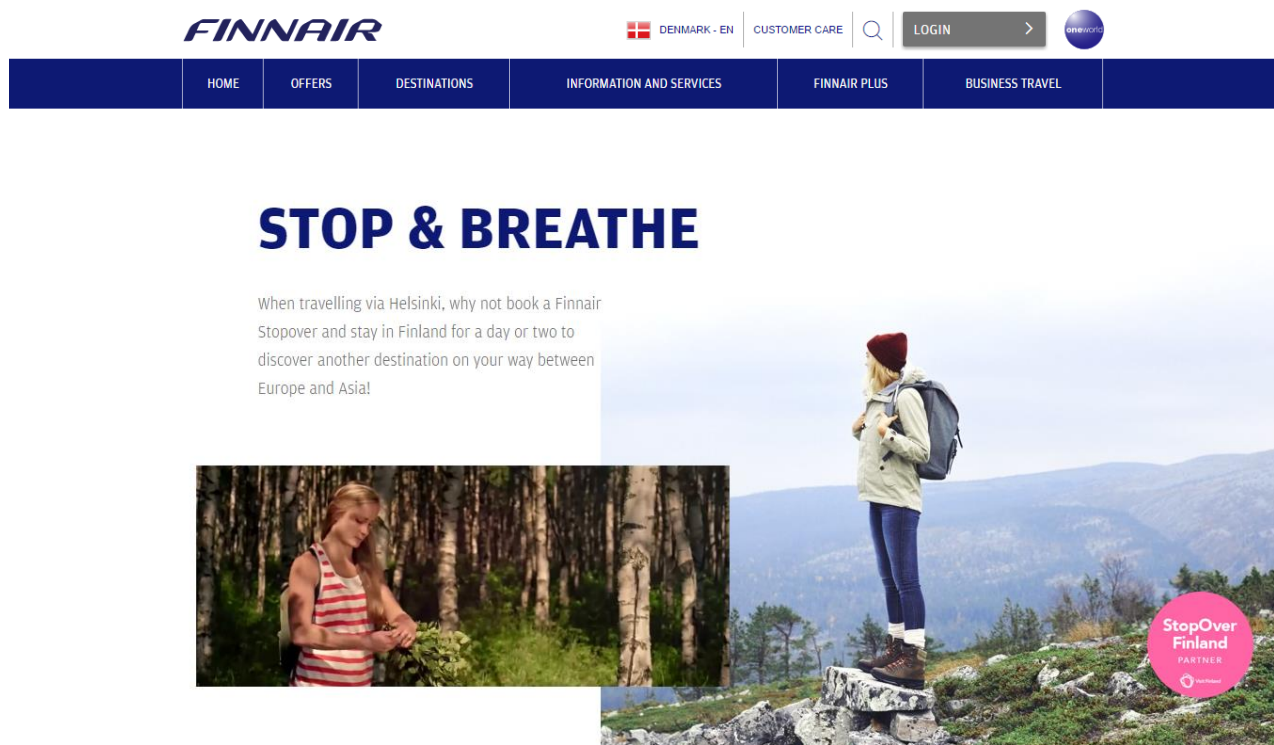 FINNAIR
DENMARK - EN
CUSTOMER CARE
LOGIN
oneworld
HOME
OFFERS
DESTINATIONS
INFORMATION AND SERVICES
FINNAIR PLUS
BUSINESS TRAVEL
STOP & BREATHE
When travelling via Helsinki, why not book a Finnair
Stopover and stay in Finland for a day or two to
discover another destination on your way between
Europe and Asia!
StopOver
Finland
PARTNER
Visit Finland